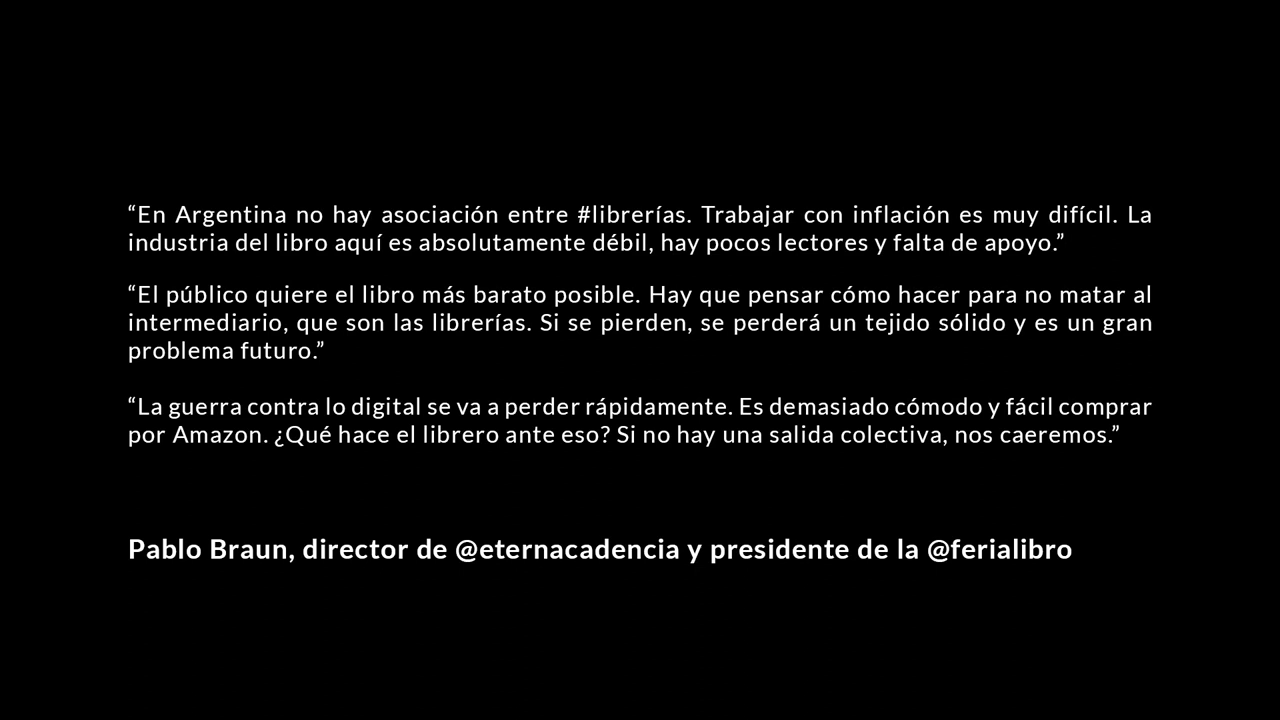 “En Argentina no hay asociación entre #librerías. Trabajar con inflación es muy difícil. La
industria del libro aquí es absolutamente débil, hay pocos lectores y falta de apoyo.”
“El público quiere el libro más barato posible. Hay que pensar cómo hacer para no matar al
intermediario, que son las librerías. Si se pierden, se perderá un tejido sólido y es un gran
problema futuro.”
“La guerra contra lo digital se va a perder rápidamente. Es demasiado cómodo y fácil comprar
por Amazon. ¿Qué hace el librero ante eso? Si no hay una salida colectiva, nos caeremos.”
Pablo Braun, director de @eternacadencia y presidente de la @ferialibro